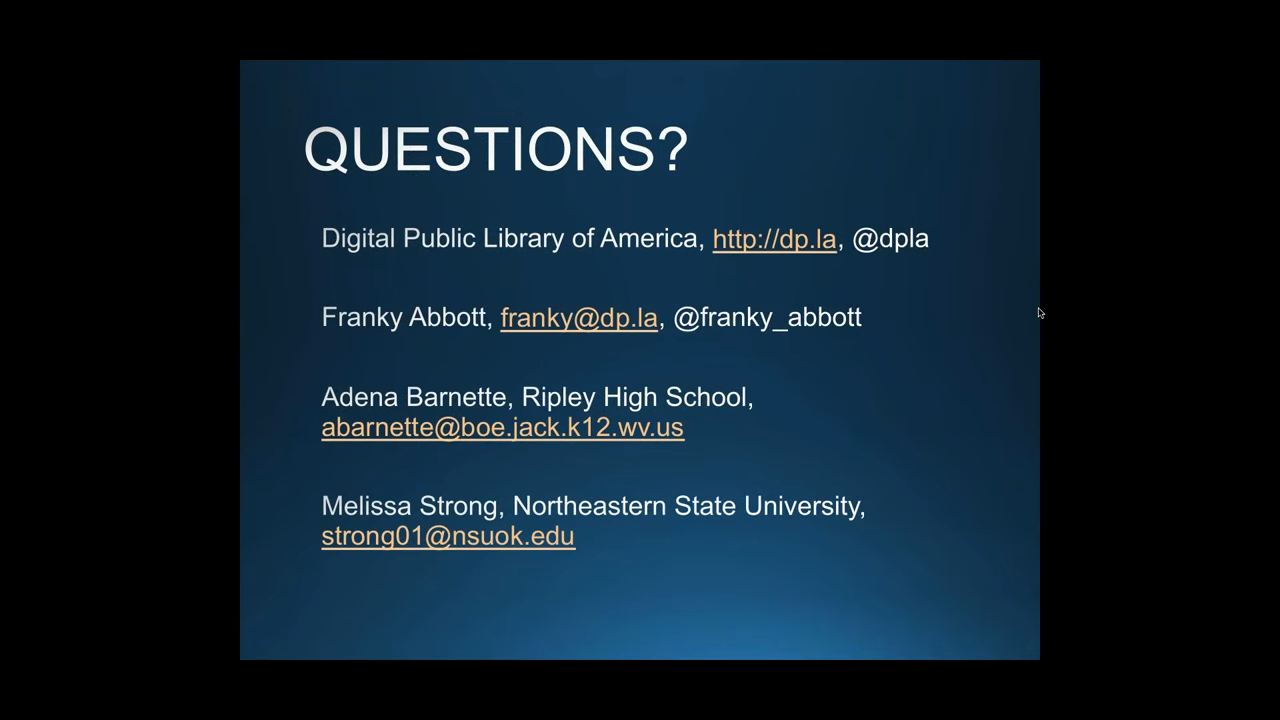 QUESTIONS?
Digital Public Library of America, http://dp.la, @dpla
Franky Abbott, franky@dp.la, @franky_abbott
Adena Barnette, Ripley High School,
abarnette@boe.jack.k12.wv.us
Melissa Strong, Northeastern State University,
strong01@nsuok.edu